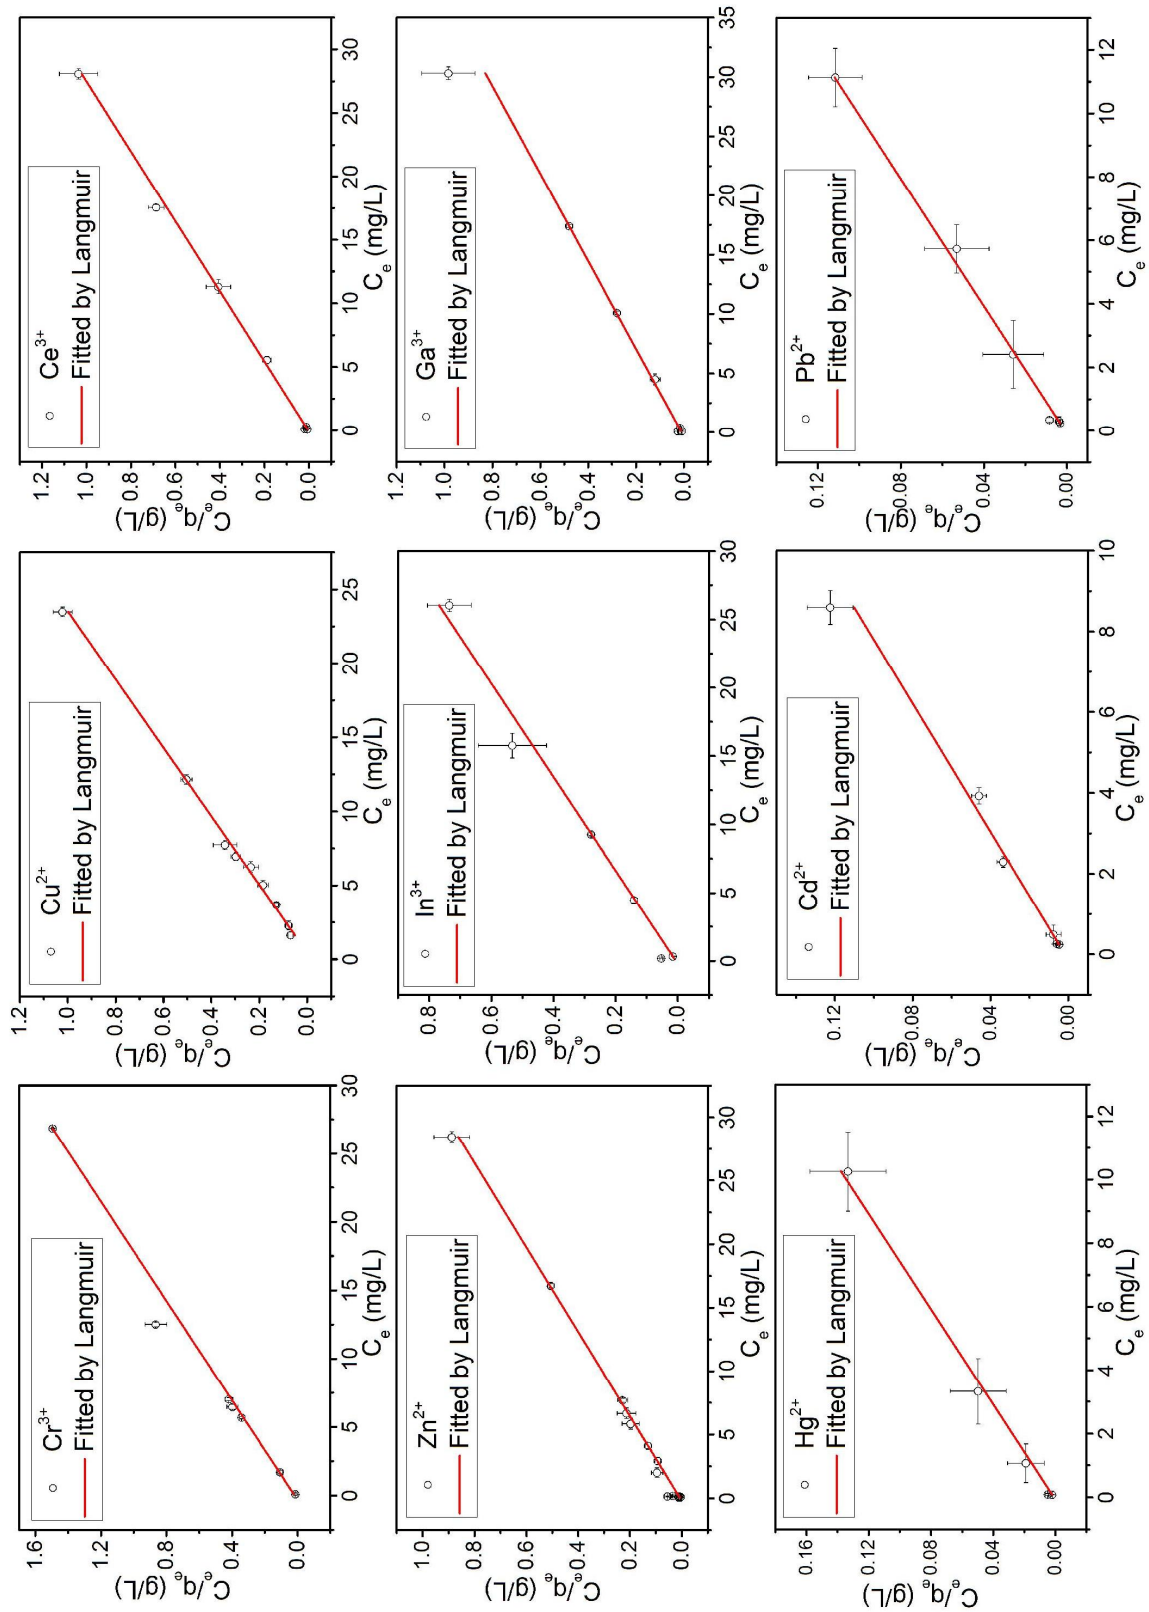 Cr³⁺
Fitted by Langmuir
Cₑ/qₑ (g/L)
1.6
1.2
0.8
0.4
0.0
0 5 10 15 20 25 30
Cₑ (mg/L)
Cu²⁺
Fitted by Langmuir
Cₑ/qₑ (g/L)
1.2
1.0
0.8
0.6
0.4
0.2
0.0
0 5 10 15 20 25
Cₑ (mg/L)
Ce³⁺
Fitted by Langmuir
Cₑ/qₑ (g/L)
1.2
1.0
0.8
0.6
0.4
0.2
0.0
0 5 10 15 20 25 30
Cₑ (mg/L)
Zn²⁺
Fitted by Langmuir
Cₑ/qₑ (g/L)
1.0
0.8
0.6
0.4
0.2
0.0
0 5 10 15 20 25 30
Cₑ (mg/L)
In³⁺
Fitted by Langmuir
Cₑ/qₑ (g/L)
0.8
0.6
0.4
0.2
0.0
0 5 10 15 20 25 30
Cₑ (mg/L)
Ga³⁺
Fitted by Langmuir
Cₑ/qₑ (g/L)
1.0
0.8
0.6
0.4
0.2
0.0
0 5 10 15 20 25 30 35
Cₑ (mg/L)
Hg²⁺
Fitted by Langmuir
Cₑ/qₑ (g/L)
0.16
0.12
0.08
0.04
0.00
0 2 4 6 8 10 12
Cₑ (mg/L)
Cd²⁺
Fitted by Langmuir
Cₑ/qₑ (g/L)
0.12
0.08
0.04
0.00
0 2 4 6 8 10
Cₑ (mg/L)
Pb²⁺
Fitted by Langmuir
Cₑ/qₑ (g/L)
0.12
0.08
0.04
0.00
0 2 4 6 8 10 12
Cₑ (mg/L)